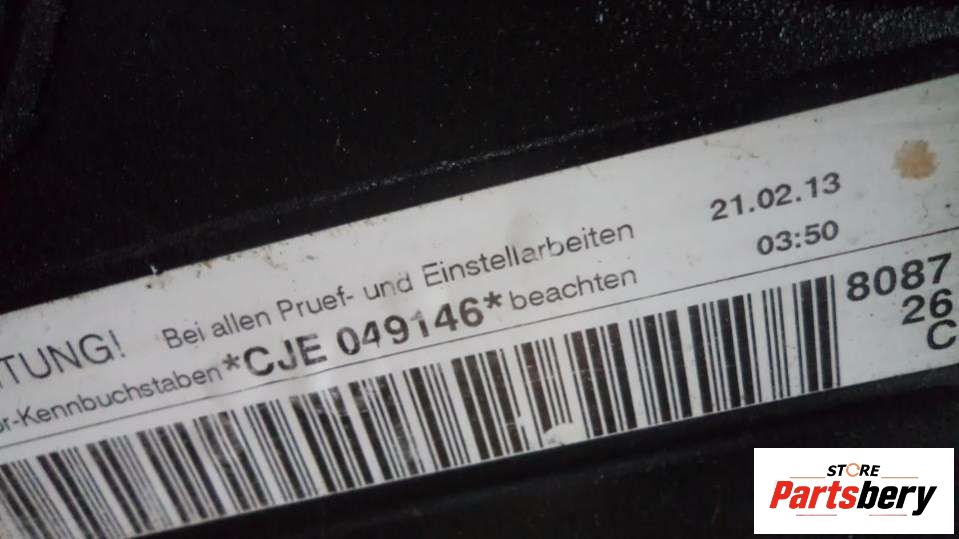 TUNG! Bei allen Pruef- und Einstellarbeiten 21.02.13
or-Kennbuchstaben *CJE 049146* beachten 03:50
8087
26
C
STORE
Partsbery